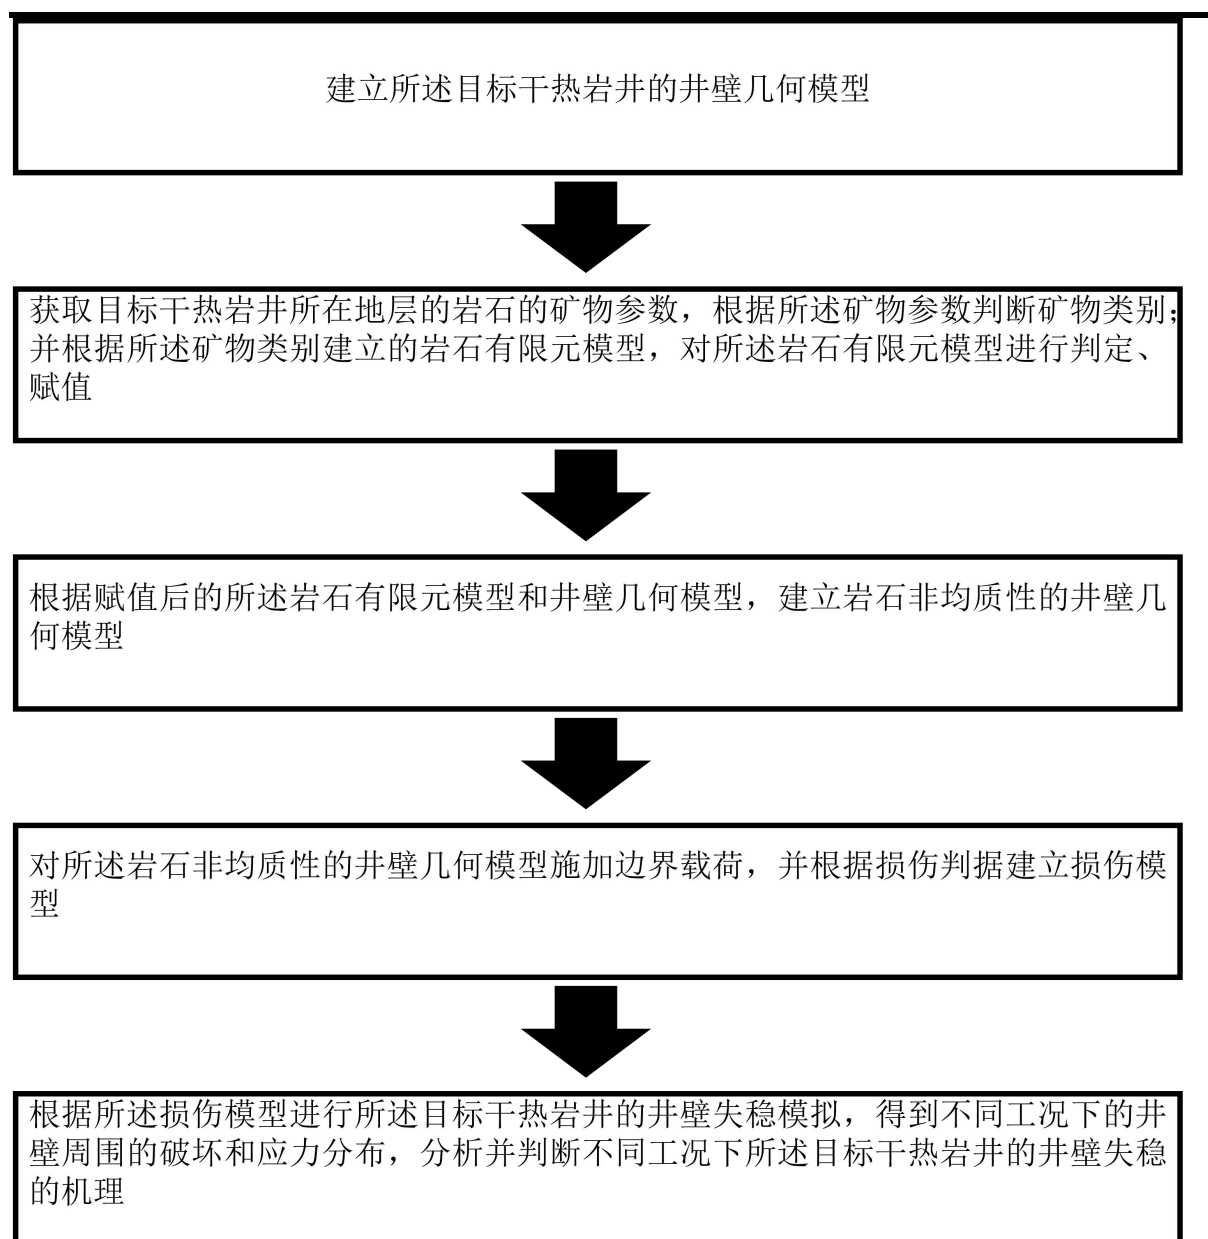 建立所述目标干热岩井的井壁几何模型
获取目标干热岩井所在地层的岩石的矿物参数，根据所述矿物参数判断矿物类别；
并根据所述矿物类别建立的岩石有限元模型，对所述岩石有限元模型进行判定、
赋值
根据赋值后的所述岩石有限元模型和井壁几何模型，建立岩石非均质性的井壁几
何模型
对所述岩石非均质性的井壁几何模型施加边界载荷，并根据损伤判据建立损伤模
型
根据所述损伤模型进行所述目标干热岩井的井壁失稳模拟，得到不同工况下的井
壁周围的破坏和应力分布，分析并判断不同工况下所述目标干热岩井的井壁失稳
的机理